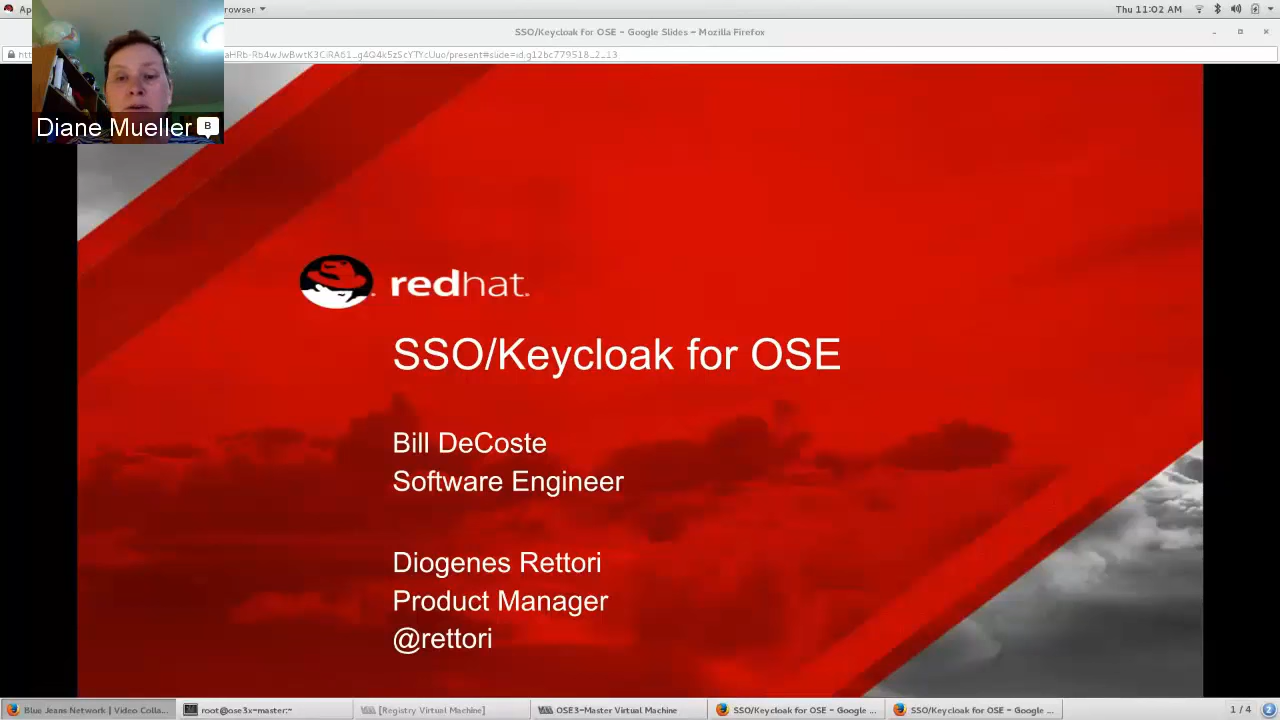 rowser
Thu 11:02 AM
SSO/Keycloak for OSE - Google Slides - Mozilla Firefox
Diane Mueller
B
redhat.
SSO/Keycloak for OSE
Bill DeCoste
Software Engineer
Diogenes Rettori
Product Manager
@rettori
Blue Jeans Network | Video Colla...
root@ose3x-master:~
[Registry Virtual Machine]
OSE3-Master Virtual Machine
SSO/Keycloak for OSE - Google ...
SSO/Keycloak for OSE - Google ...
1 / 4
2